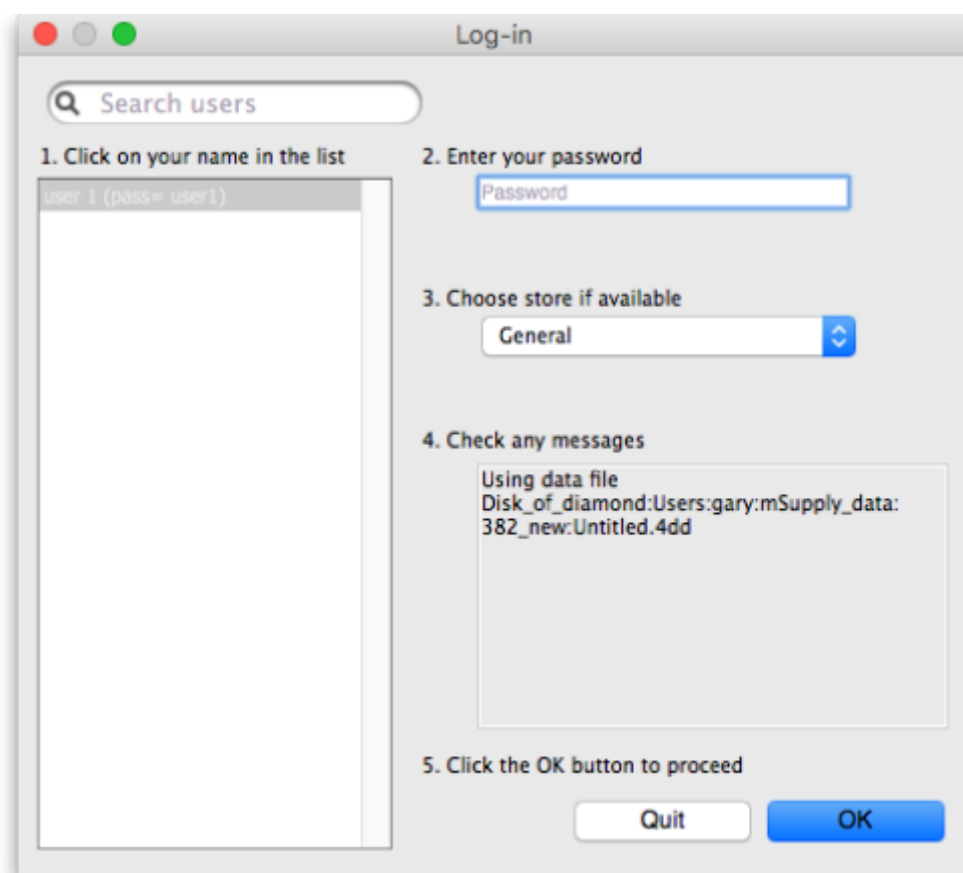 Log-in
Search users
1. Click on your name in the list
user 1 (pass= user1)
2. Enter your password
Password
3. Choose store if available
General
4. Check any messages
Using data file
Disk_of_diamond:Users:gary:mSupply_data:
382_new:Untitled.4dd
5. Click the OK button to proceed
Quit
OK